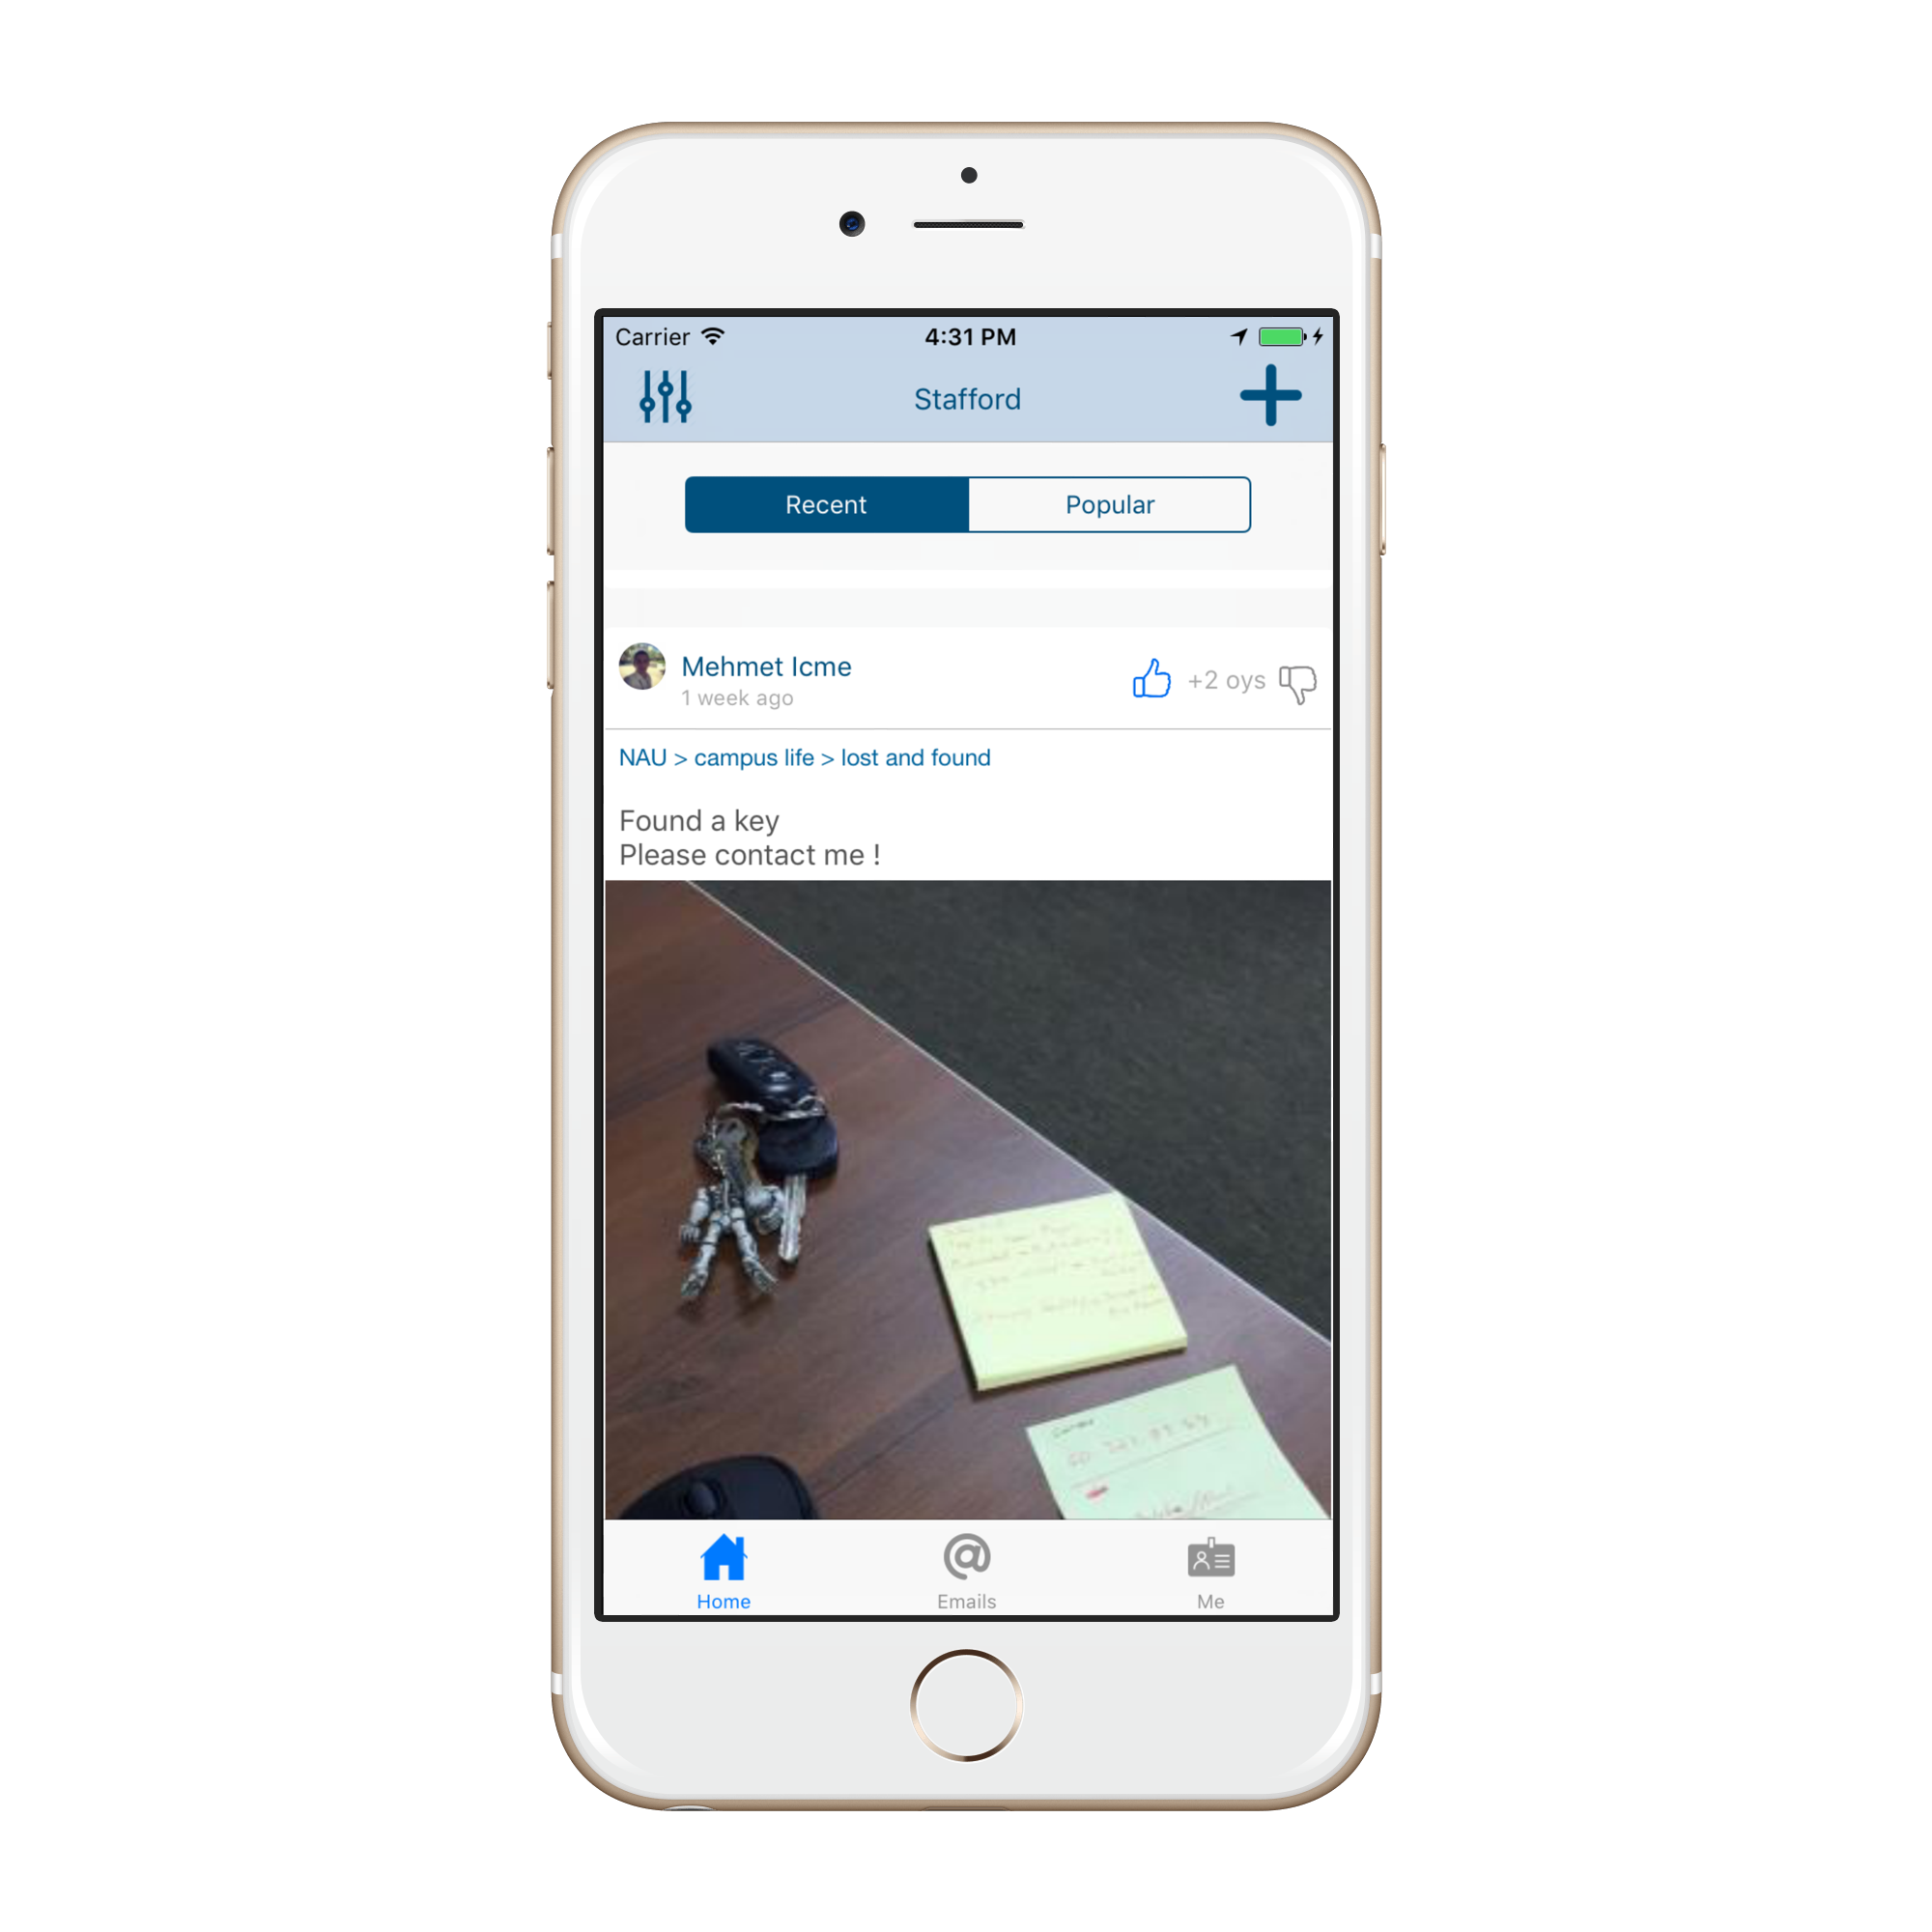 Carrier 4:31 PM
Stafford
Recent Popular
Mehmet Icme
1 week ago
+2 oys
NAU > campus life > lost and found
Found a key
Please contact me !
Home Emails Me